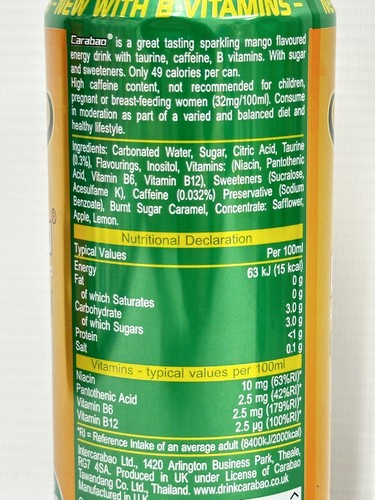 NEW WITH B VITAMINS
Carabao® is a great tasting sparkling mango flavoured
energy drink with taurine, caffeine, B vitamins. With sugar
and sweeteners. Only 49 calories per can.
High caffeine content, not recommended for children,
pregnant or breast-feeding women (32mg/100ml). Consume
in moderation as part of a varied and balanced diet and
healthy lifestyle.
Ingredients: Carbonated Water, Sugar, Citric Acid, Taurine
(0.3%), Flavourings, Inositol, Vitamins: (Niacin, Pantothenic
Acid, Vitamin B6, Vitamin B12), Sweeteners (Sucralose,
Acesulfame K), Caffeine (0.032%) Preservative (Sodium
Benzoate), Burnt Sugar Caramel, Concentrate: Safflower,
Apple, Lemon.
Nutritional Declaration
Typical Values Per 100ml
Energy 63 kJ (15 kcal)
Fat 0 g
of which Saturates 0 g
Carbohydrate 3.0 g
of which Sugars 3.0 g
Protein <1 g
Salt 0.1 g
Vitamins - typical values per 100ml
Niacin 10 mg (63%RI)*
Pantothenic Acid 2.5 mg (42%RI)*
Vitamin B6 2.5 mg (179%RI)*
Vitamin B12 2.5 µg (100%RI)*
*RI = Reference Intake of an average adult (8400kJ/2000kcal)
Intercarabao Ltd., 1420 Arlington Business Park, Theale,
RG7 4SA. Produced in UK under License of Carabao
Tawandang Co. Ltd., Thailand. www.drinkcarabao.co.uk
Manufactured in U.K.